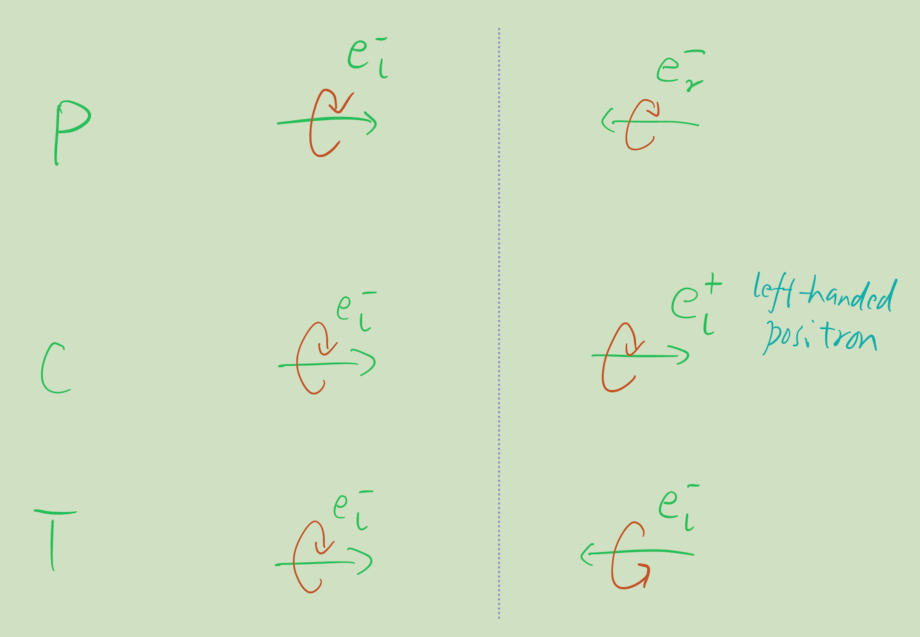 P e⁻ₗ e⁻ᵣ
C e⁻ₗ e⁺ₗ left-handed
positron
T e⁻ₗ e⁻ₗ